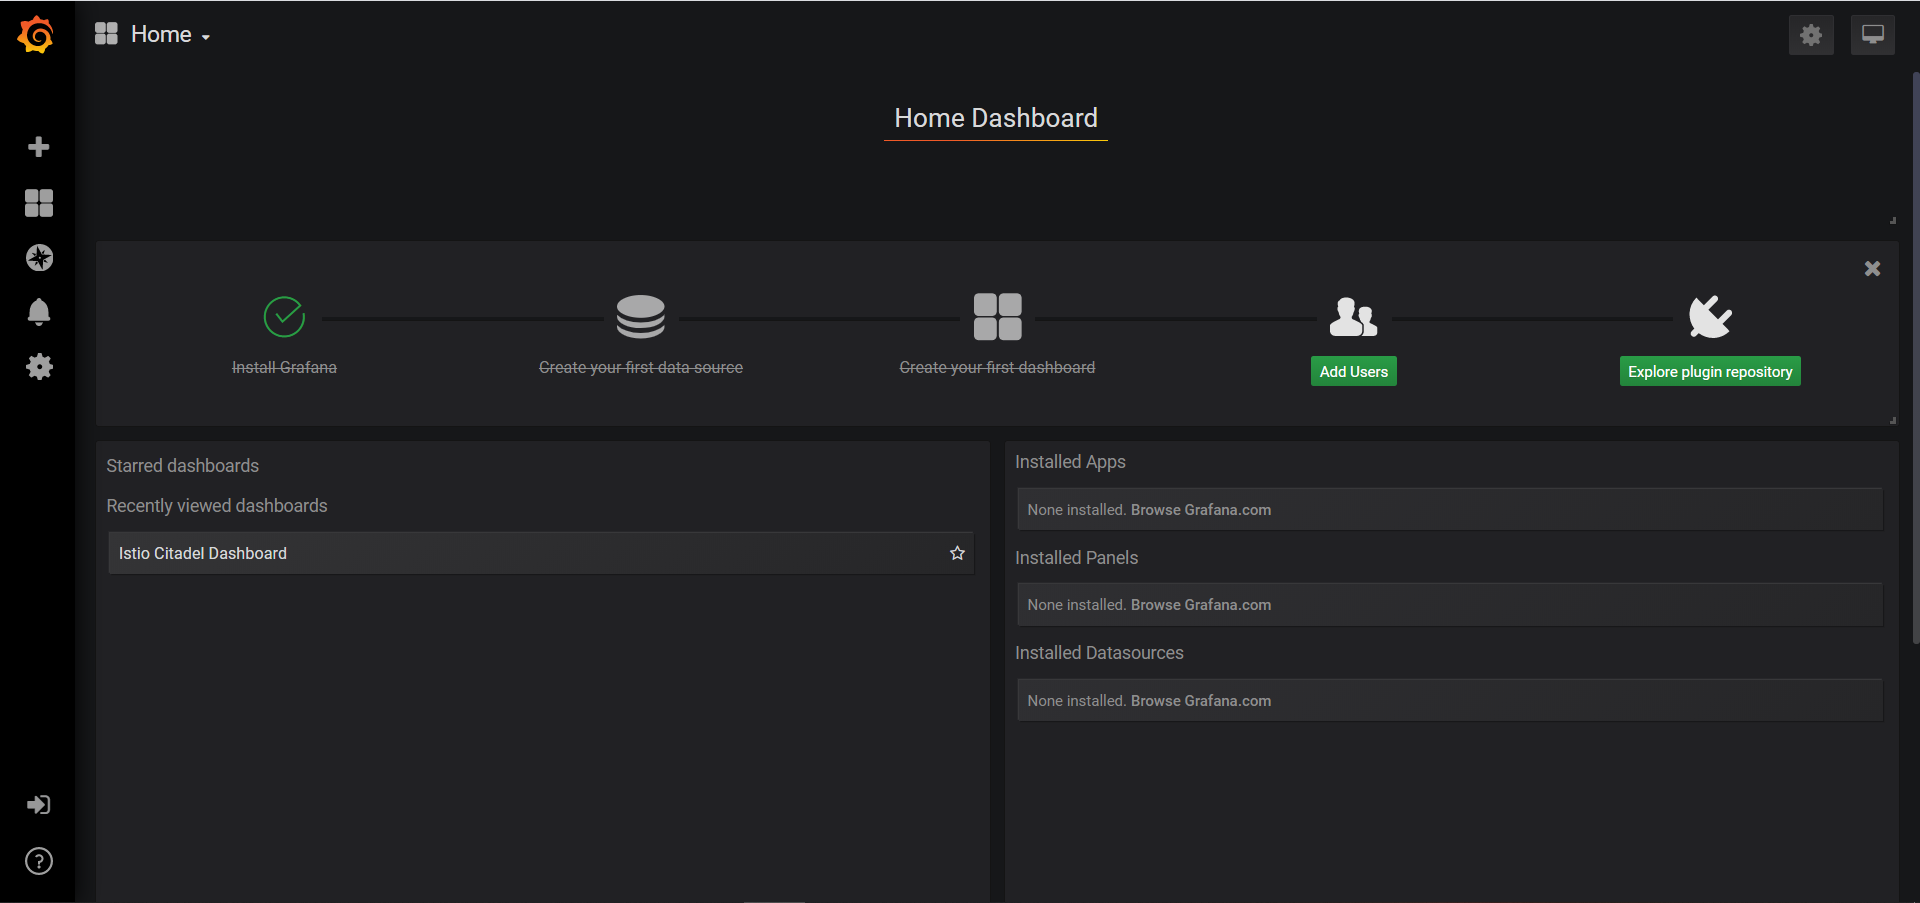 Home
Home Dashboard
Install Grafana
Create your first data source
Create your first dashboard
Add Users
Explore plugin repository
Starred dashboards
Recently viewed dashboards
Istio Citadel Dashboard
Installed Apps
None installed. Browse Grafana.com
Installed Panels
None installed. Browse Grafana.com
Installed Datasources
None installed. Browse Grafana.com
?